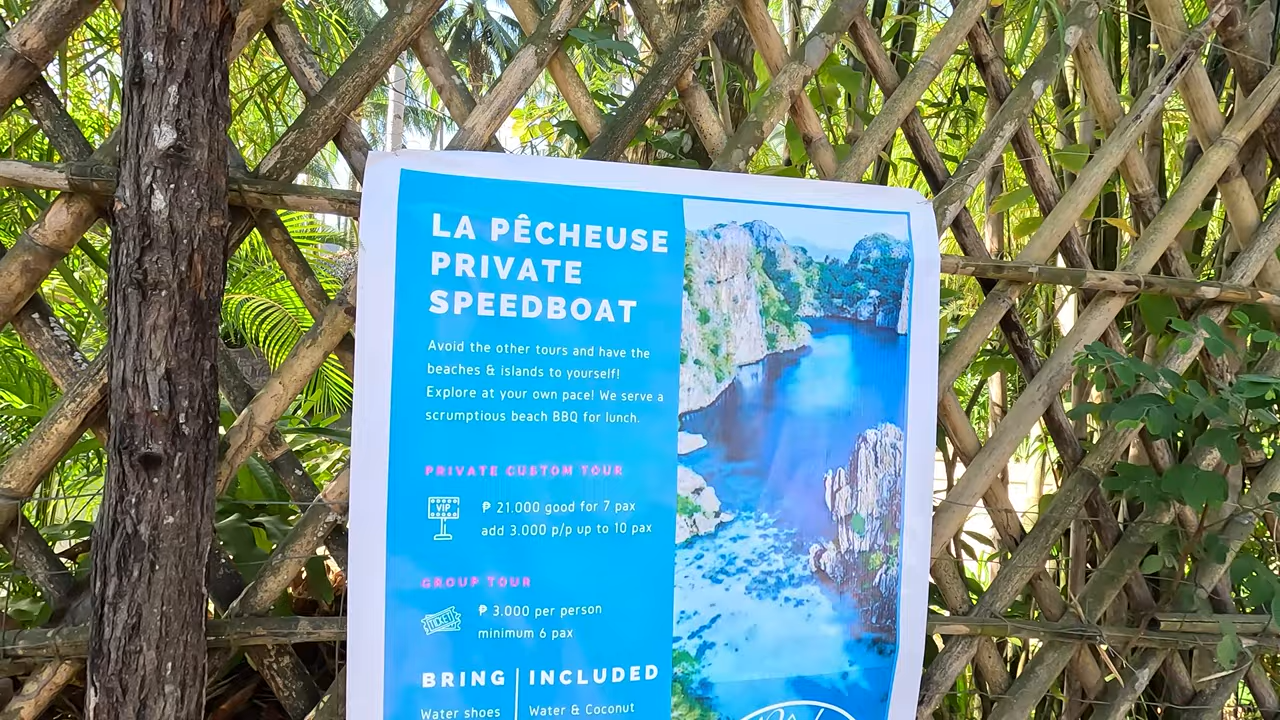 LA PÊCHEUSE
PRIVATE
SPEEDBOAT
Avoid the other tours and have the
beaches & islands to yourself!
Explore at your own pace! We serve a
scrumptious beach BBQ for lunch.
PRIVATE CUSTOM TOUR
VIP
₱ 21.000 good for 7 pax
add 3.000 p/p up to 10 pax
GROUP TOUR
TICKET
₱ 3.000 per person
minimum 6 pax
BRING
INCLUDED
Water shoes
Water & Coconut